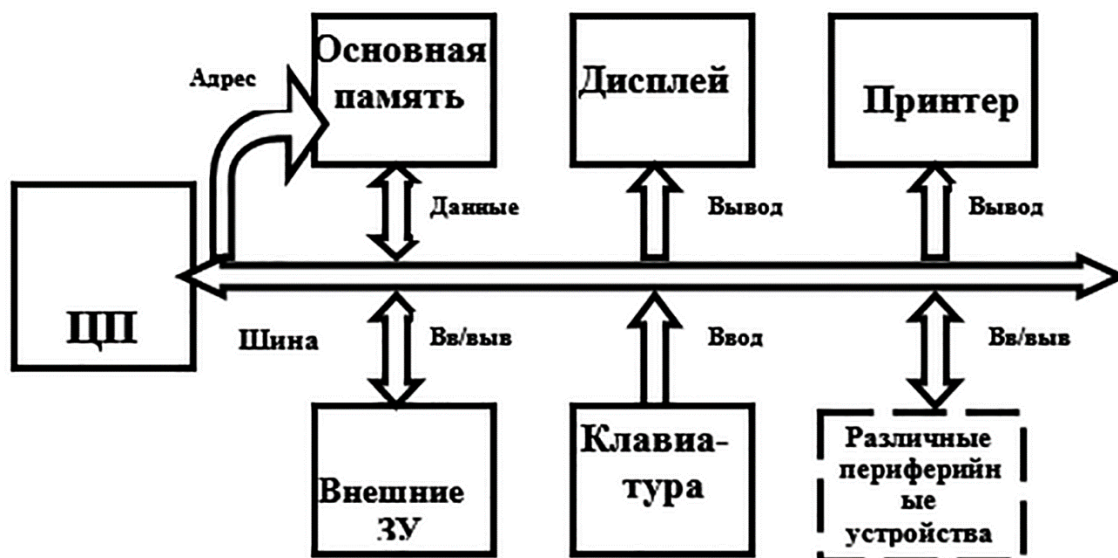 Адрес
Основная
память
Дисплей
Принтер
Данные
Вывод
Вывод
ЦП
Шина
Вв/выв
Ввод
Вв/выв
Внешние
ЗУ
Клавиа-
тура
Различные
периферийн
ые
устройства